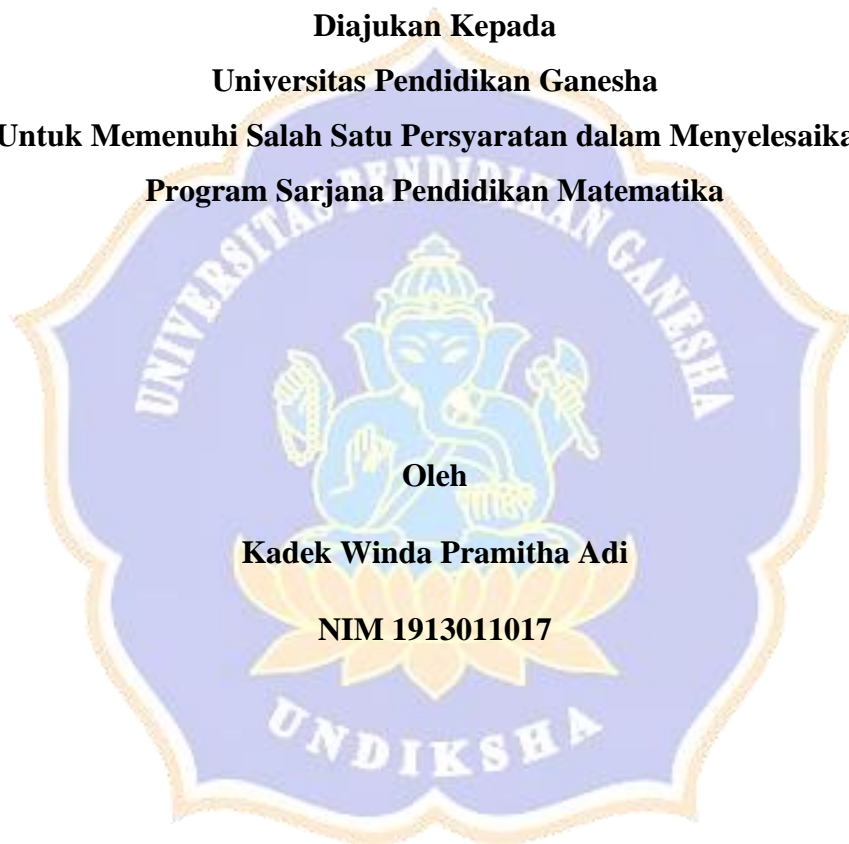 Diajukan Kepada
Universitas Pendidikan Ganesha
Untuk Memenuhi Salah Satu Persyaratan dalam Menyelesaika
Program Sarjana Pendidikan Matematika
UNIVERSITAS PENDIDIKAN GANESHA
Oleh
Kadek Winda Pramitha Adi
NIM 1913011017
UNDIKSHA